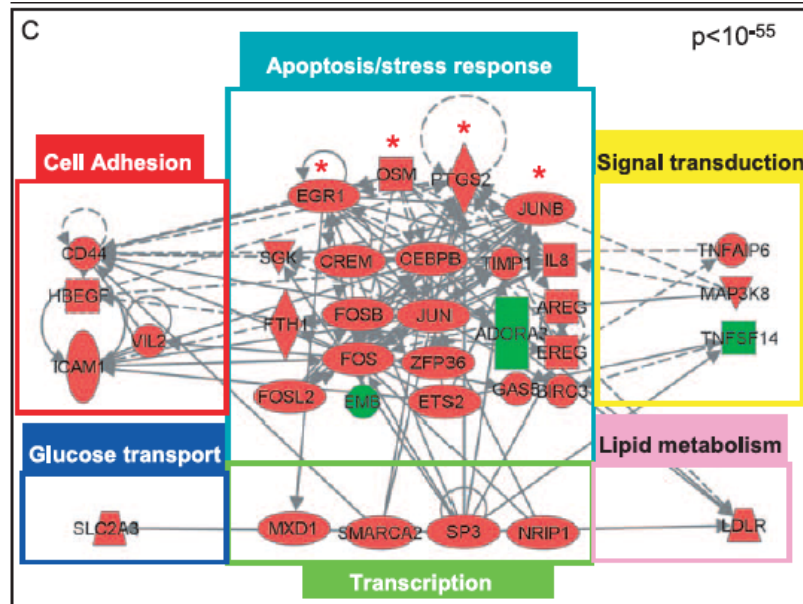 C
p<10-55
Apoptosis/stress response
Cell Adhesion
Signal transduction
* * * *
OSM
PTGS2
EGR1
JUNB
CD44
SGK
CREM
CEBPB
TIMP1
IL8
TNFAIP6
HBEGF
MAP3K8
AREG
FOSB
JUN
FTH1
ADORA3
TNFSF14
VIL2
EREG
ICAM1
FOS
ZFP36
FOSL2
EMB
ETS2
BIRC3
Glucose transport
Lipid metabolism
SLC2A3
MXD1
SMARCA2
SP3
NRIP1
LDLR
Transcription